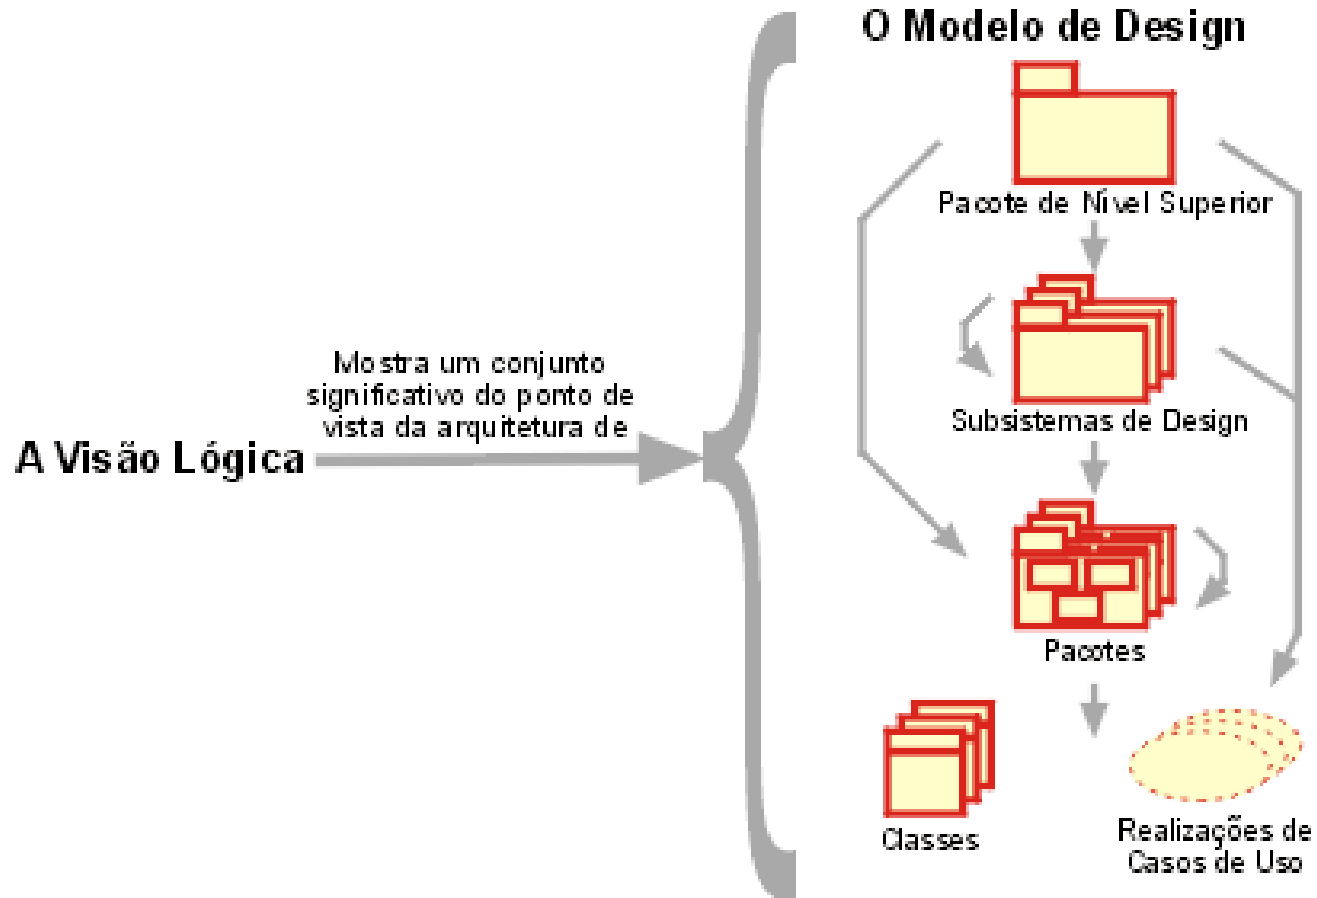 O Modelo de Design
Pacote de Nível Superior
Subsistemas de Design
Mostra um conjunto
significativo do ponto de
vista da arquitetura de
A Visão Lógica
Pacotes
Classes
Realizações de
Casos de Uso